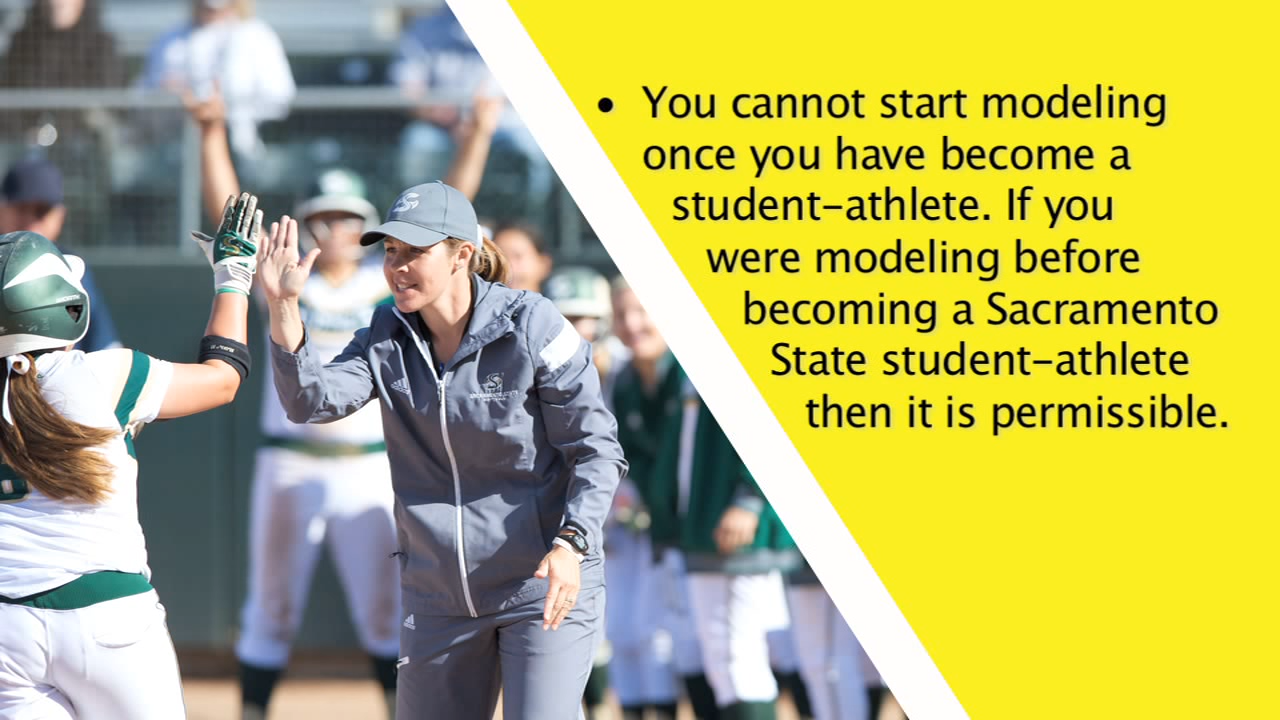 • You cannot start modeling
once you have become a
student-athlete. If you
were modeling before
becoming a Sacramento
State student-athlete
then it is permissible.